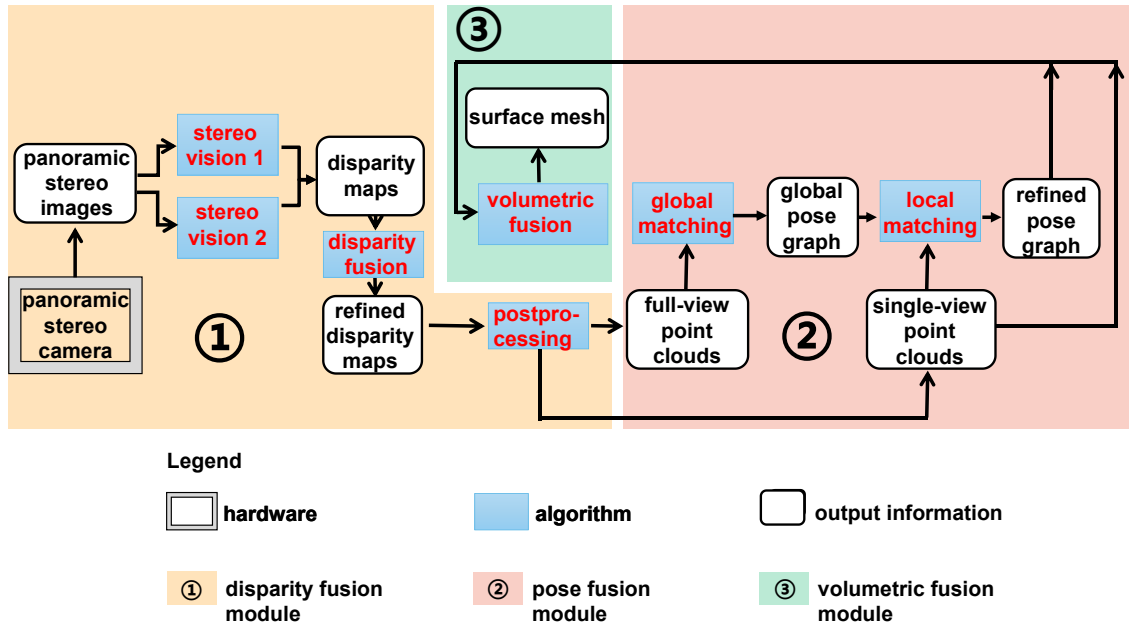 ③
surface mesh
volumetric
fusion
stereo
vision 1
stereo
vision 2
panoramic
stereo
images
disparity
maps
disparity
fusion
panoramic
stereo
camera
①
refined
disparity
maps
postpro-
cessing
global
matching
global
pose
graph
local
matching
refined
pose
graph
full-view
point
clouds
②
single-view
point
clouds
Legend
hardware
algorithm
output information
① disparity fusion
module
② pose fusion
module
③ volumetric fusion
module